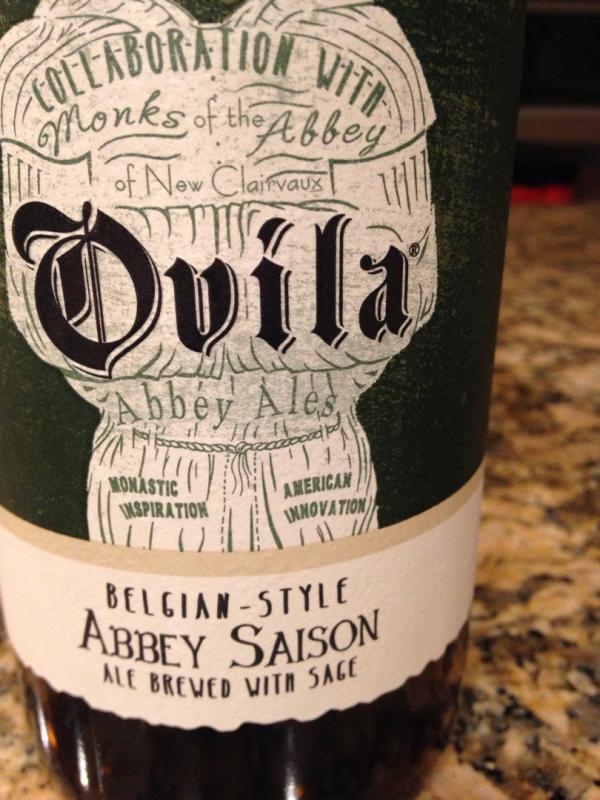 COLLABORATION WITH
Monks of the Abbey
of New Clairvaux
Ovila®
Abbey Ales
MONASTIC
INSPIRATION
AMERICAN
INNOVATION
BELGIAN-STYLE
ABBEY SAISON
ALE BREWED WITH SAGE